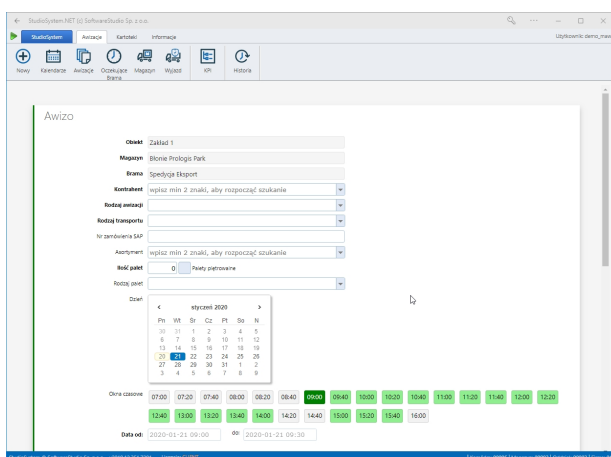 StudioSystem.NET (c) SoftwareStudio Sp. z o.o.
StudioSystem Awizacje Kartoteki Informacje Użytkownik: demo_maw
Nowy Kalendarze Awizacje Oczekujące Brama Magazyn Wyjazd KPI Historia
Awizo
Obiekt Zakład 1
Magazyn Błonie Prologis Park
Brama Spedycja Eksport
Kontrahent wpisz min 2 znaki, aby rozpocząć szukanie
Rodzaj awizacji
Rodzaj transportu
Nr zamówienia SAP
Asortyment wpisz min 2 znaki, aby rozpocząć szukanie
Ilość palet 0 Palety piętrowalne
Rodzaj palet
Dzień
styczeń 2020
Pn Wt Śr Cz Pt So N
30 31 1 2 3 4 5
6 7 8 9 10 11 12
13 14 15 16 17 18 19
20 21 22 23 24 25 26
27 28 29 30 31 1 2
3 4 5 6 7 8 9
Okna czasowe 07:00 07:20 07:40 08:00 08:20 08:40 09:00 09:40 10:00 10:20 10:40 11:00 11:20 11:40 12:00 12:20
12:40 13:00 13:20 13:40 14:00 14:20 14:40 15:00 15:20 15:40 16:00
Data od: 2020-01-21 09:00 do: 2020-01-21 09:30